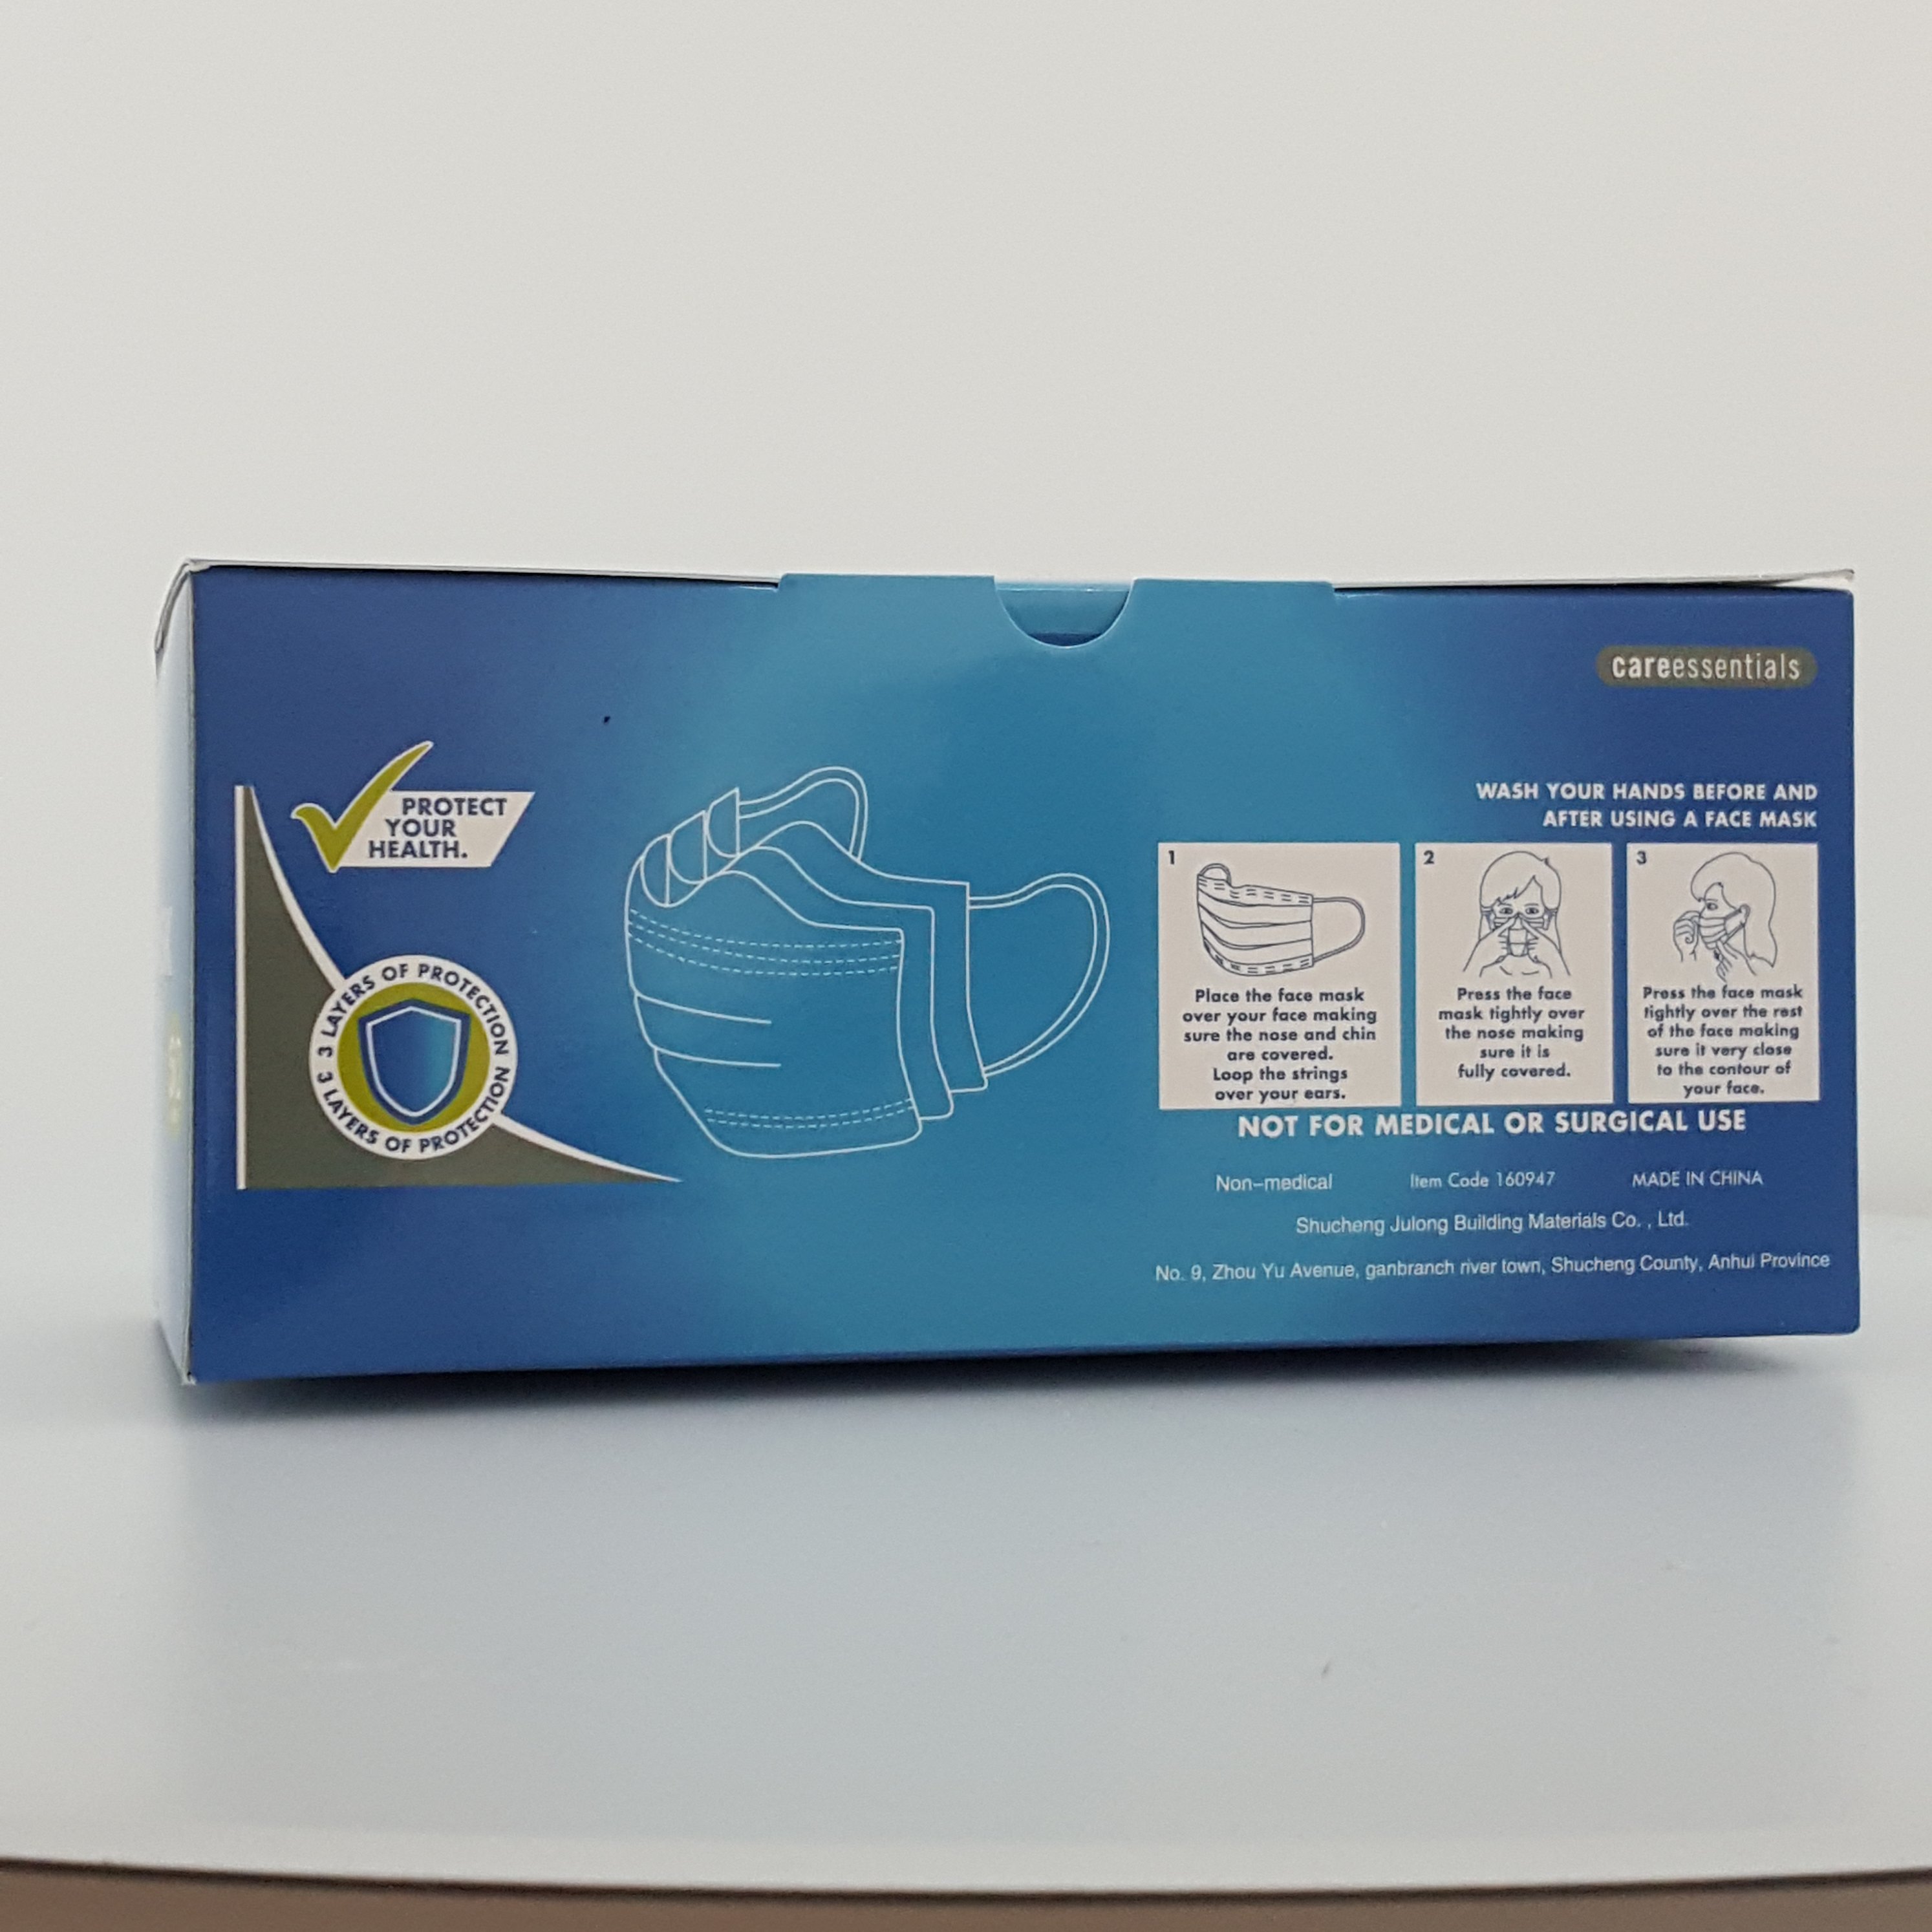 careessentials
PROTECT
YOUR
HEALTH.
3 LAYERS OF PROTECTION
3 LAYERS OF PROTECTION
WASH YOUR HANDS BEFORE AND
AFTER USING A FACE MASK
1
Place the face mask
over your face making
sure the nose and chin
are covered.
Loop the strings
over your ears.
2
Press the face
mask tightly over
the nose making
sure it is
fully covered.
3
Press the face mask
tightly over the rest
of the face making
sure it very close
to the contour of
your face.
NOT FOR MEDICAL OR SURGICAL USE
Non-medical Item Code 160947 MADE IN CHINA
Shucheng Julong Building Materials Co. , Ltd.
No. 9, Zhou Yu Avenue, ganbranch river town, Shucheng County, Anhui Province